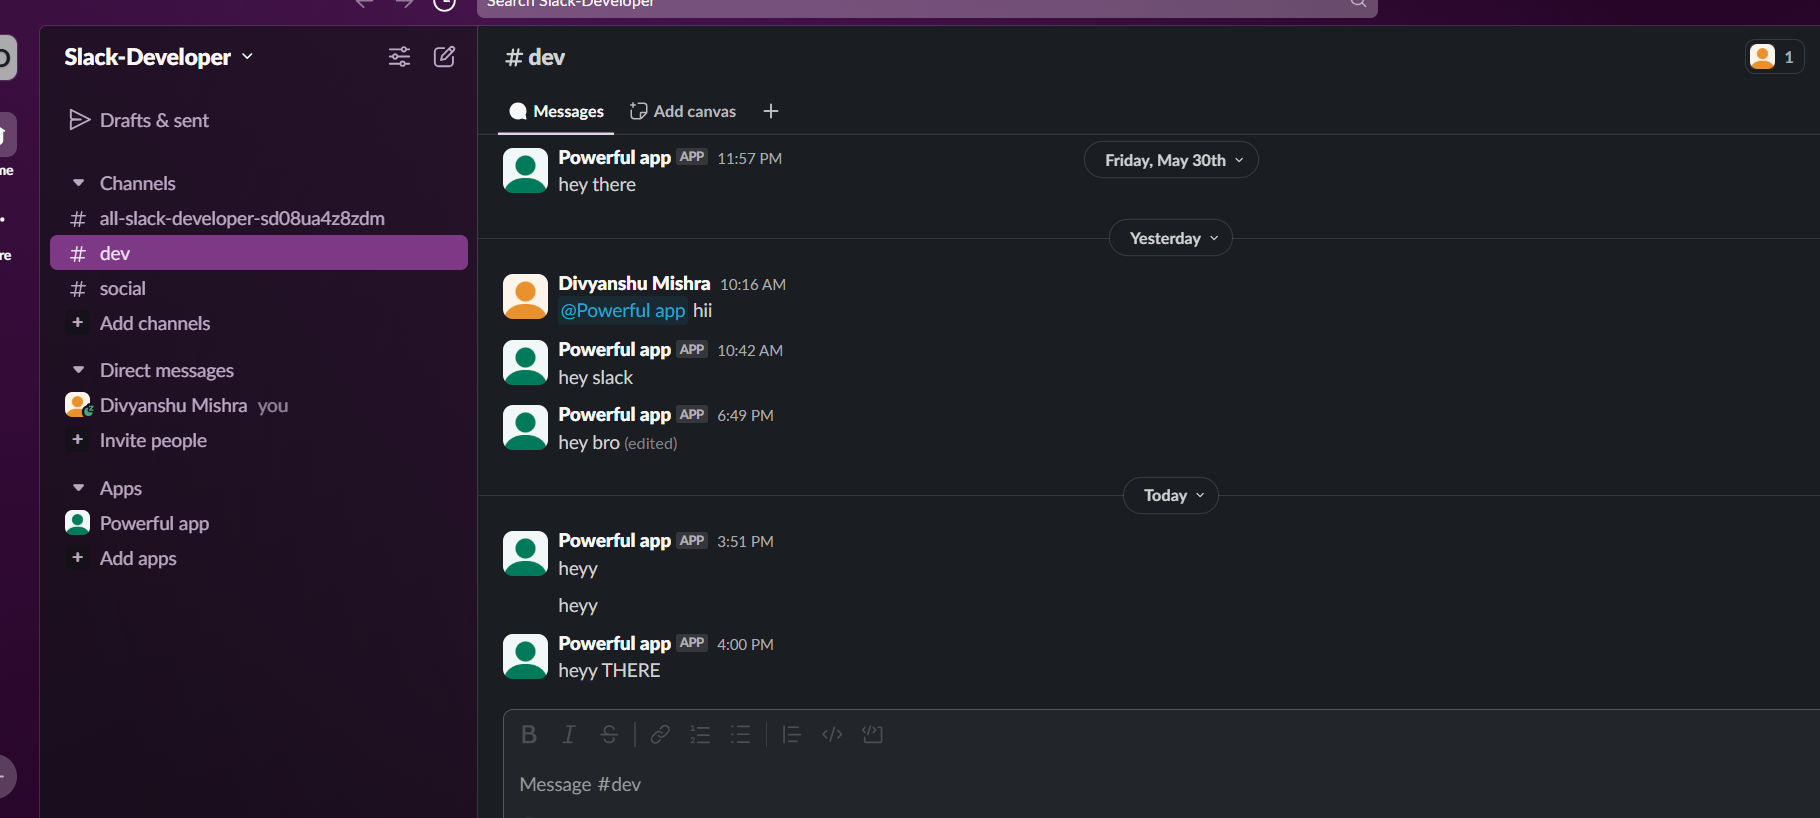 Search Slack-Developer
Slack-Developer
Drafts & sent
Channels
# all-slack-developer-sd08ua4z8zdm
# dev
# social
+ Add channels
Direct messages
Divyanshu Mishra you
+ Invite people
Apps
Powerful app
+ Add apps
# dev
1
Messages Add canvas +
Friday, May 30th
Powerful app APP 11:57 PM
hey there
Yesterday
Divyanshu Mishra 10:16 AM
@Powerful app hii
Powerful app APP 10:42 AM
hey slack
Powerful app APP 6:49 PM
hey bro (edited)
Today
Powerful app APP 3:51 PM
heyy
heyy
Powerful app APP 4:00 PM
heyy THERE
B I S
Message #dev